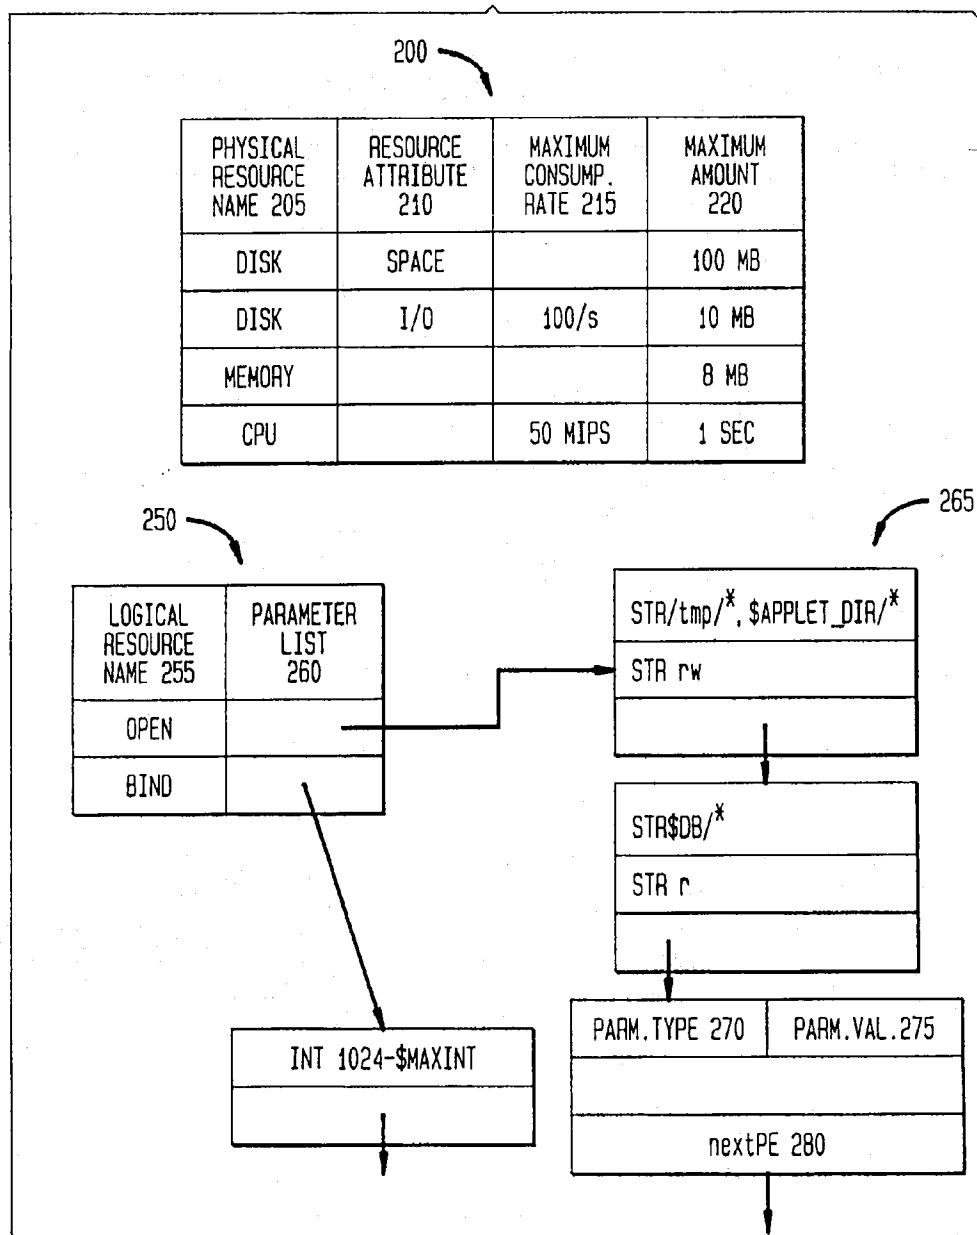 200
PHYSICAL RESOURCE NAME 205 RESOURCE ATTRIBUTE 210 MAXIMUM CONSUMP. RATE 215 MAXIMUM AMOUNT 220
DISK SPACE 100 MB
DISK I/O 100/s 10 MB
MEMORY 8 MB
CPU 50 MIPS 1 SEC
250
LOGICAL RESOURCE NAME 255 PARAMETER LIST 260
OPEN
BIND
INT 1024-$MAXINT
265
STR/tmp/*, $APPLET_DIR/*
STR rw
STR$DB/*
STR r
PARM.TYPE 270 PARM.VAL.275
nextPE 280